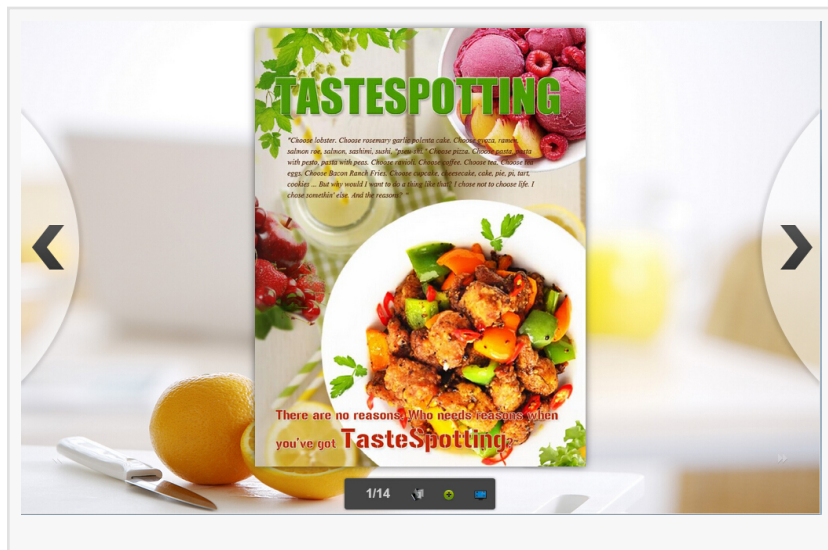 TASTESPOTTING
"Choose lobster. Choose rosemary garlic polenta cake. Choose gyoza, ramen,
salmon roe, salmon, sashimi, sushi, Choose pizza. Choose pasta, pasta
with pesto, pasta with peas. Choose ravioli. Choose coffee. Choose tea. Choose tea
eggs. Choose Bacon Ranch Fries. Choose cupcake, cheesecake, cake, pie, pi, tart,
cookies ... But why would I want to do a thing like that? I chose not to choose life. I
chose somethin' else. And the reasons? "
There are no reasons. Who needs reasons when
you've got TasteSpotting?
1/14